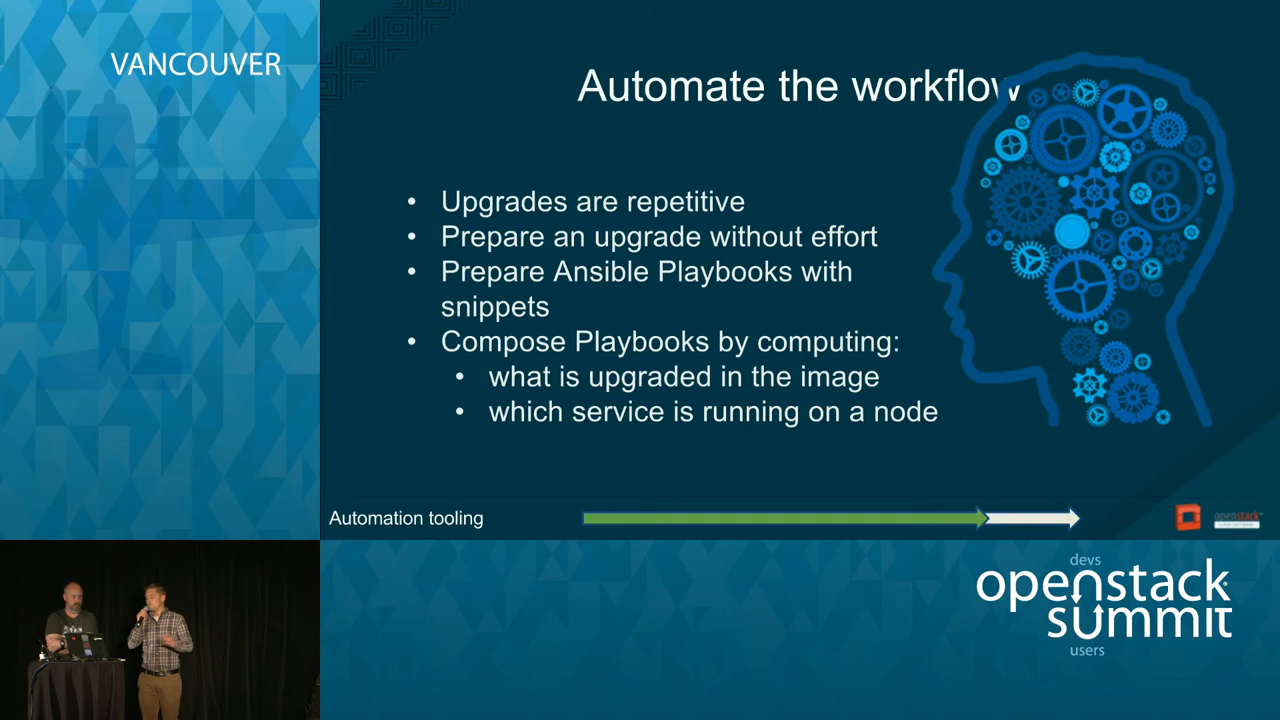 VANCOUVER
Automate the workflow
• Upgrades are repetitive
• Prepare an upgrade without effort
• Prepare Ansible Playbooks with
snippets
• Compose Playbooks by computing:
• what is upgraded in the image
• which service is running on a node
Automation tooling
openstack
devs
openstack
summit
users